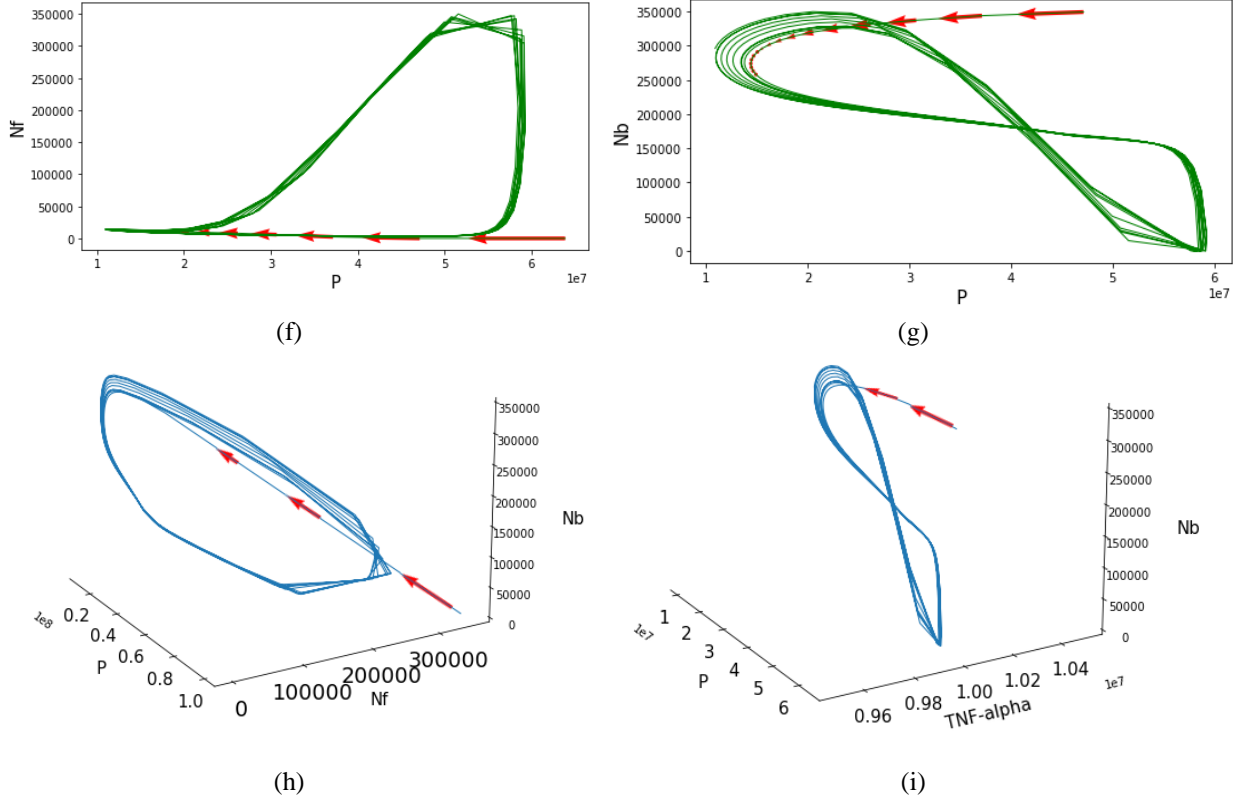 350000
300000
250000
200000
150000
100000
50000
0
Nf
1 2 3 4 5 6
1e7
P
(f)
350000
300000
250000
200000
150000
100000
50000
0
Nb
1 2 3 4 5 6
1e7
P
(g)
350000
300000
250000
200000
150000
100000
50000
0
Nb
1e8
0.2
0.4
0.6
0.8
1.0
P
0
100000
200000
300000
Nf
(h)
350000
300000
250000
200000
150000
100000
50000
0
Nb
1e7
1
2
3
4
5
6
P
0.96
0.98
1.00
1.02
1.04
1e7
TNF-alpha
(i)